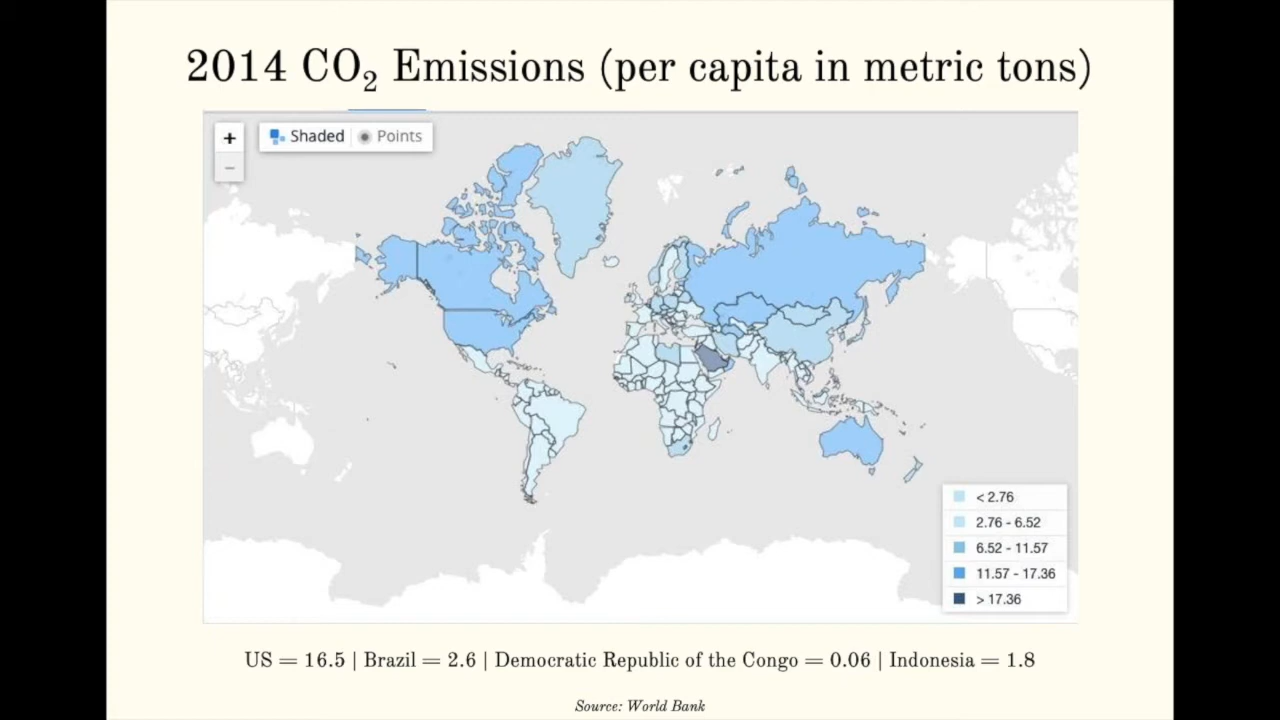 2014 CO₂ Emissions (per capita in metric tons)
+
Shaded
Points
−
< 2.76
2.76 - 6.52
6.52 - 11.57
11.57 - 17.36
> 17.36
US = 16.5 | Brazil = 2.6 | Democratic Republic of the Congo = 0.06 | Indonesia = 1.8
Source: World Bank